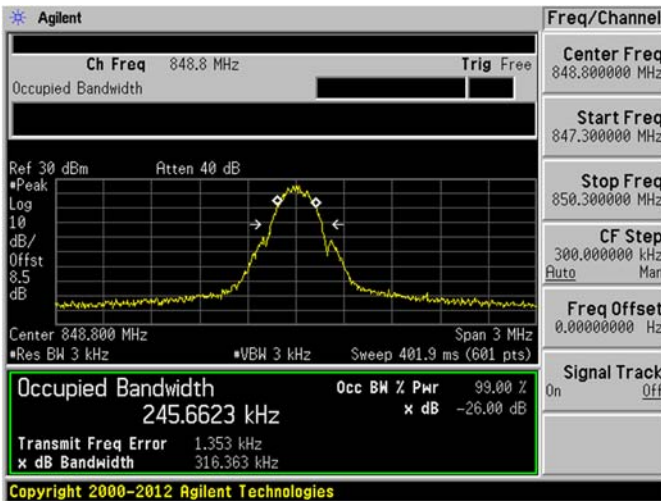 Agilent
Freq/Channel
Ch Freq 848.8 MHz Trig Free
Occupied Bandwidth
Center Freq
848.800000 MHz
Start Freq
847.300000 MHz
Stop Freq
850.300000 MHz
CF Step
300.000000 kHz
Auto Man
Freq Offset
0.00000000 Hz
Signal Track
On Off
Ref 30 dBm Atten 40 dB
*Peak
Log
10
dB/
Offst
8.5
dB
Center 848.800 MHz Span 3 MHz
*Res BW 3 kHz *VBW 3 kHz Sweep 401.9 ms (601 pts)
Occupied Bandwidth Occ BW % Pwr 99.00 %
245.6623 kHz x dB -26.00 dB
Transmit Freq Error 1.353 kHz
x dB Bandwidth 316.363 kHz
Copyright 2000-2012 Agilent Technologies